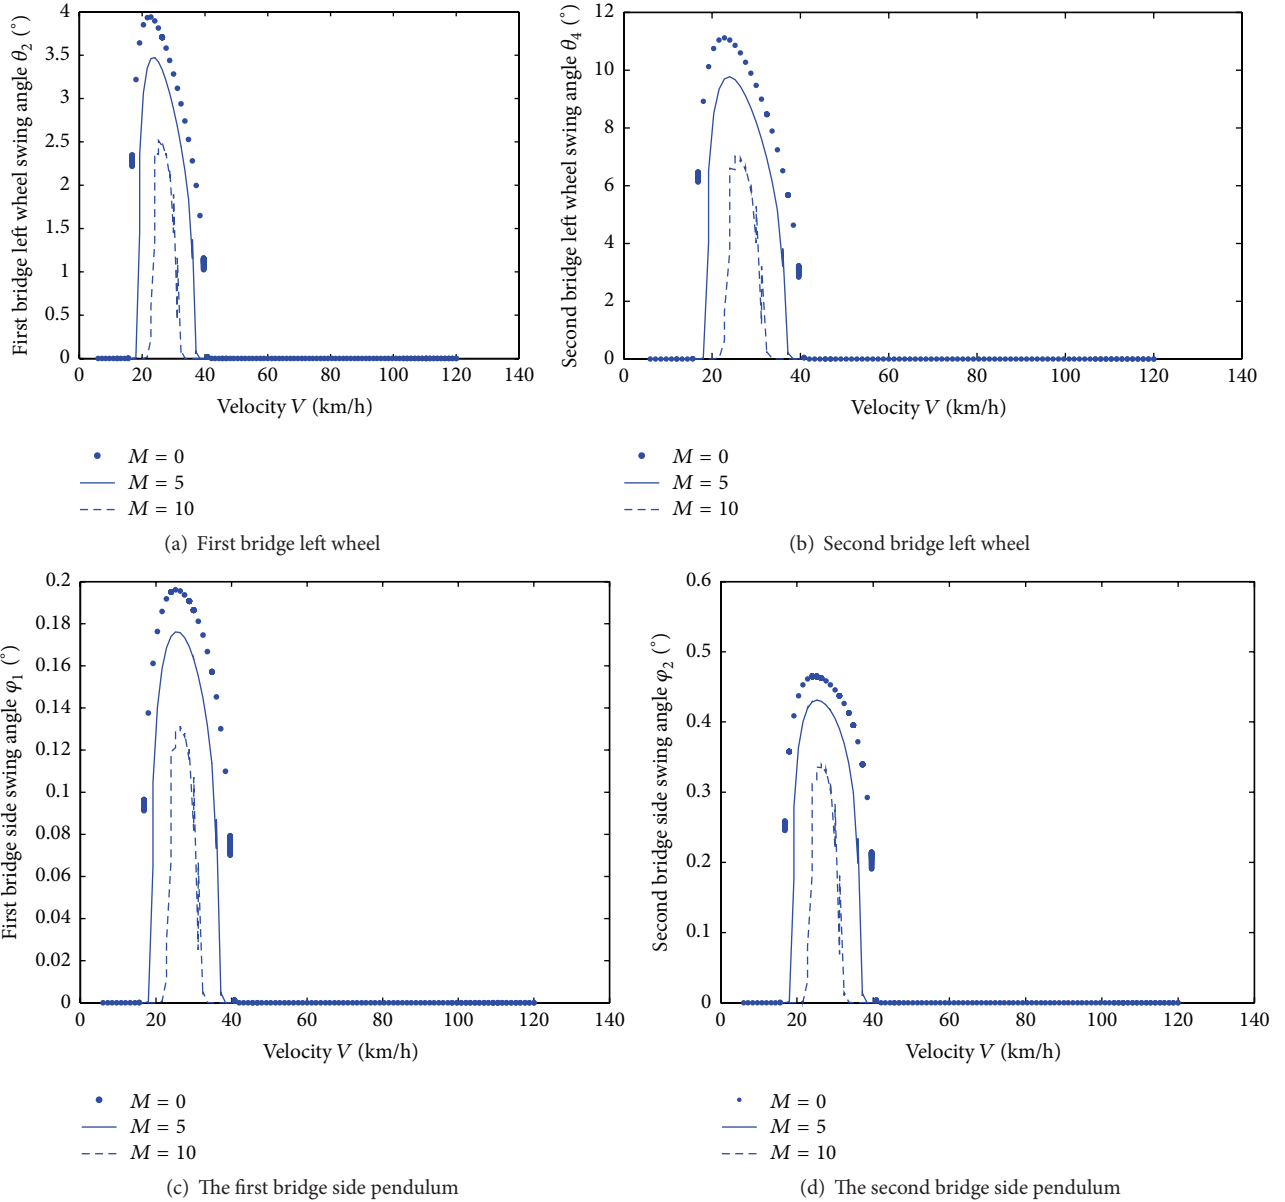 First bridge left wheel swing angle θ2 (°)
4
3.5
3
2.5
2
1.5
1
0.5
0
0 20 40 60 80 100 120 140
Velocity V (km/h)
M = 0
M = 5
M = 10
(a) First bridge left wheel
Second bridge left wheel swing angle θ4 (°)
12
10
8
6
4
2
0
0 20 40 60 80 100 120 140
Velocity V (km/h)
M = 0
M = 5
M = 10
(b) Second bridge left wheel
First bridge side swing angle φ1 (°)
0.2
0.18
0.16
0.14
0.12
0.1
0.08
0.06
0.04
0.02
0
0 20 40 60 80 100 120 140
Velocity V (km/h)
M = 0
M = 5
M = 10
(c) The first bridge side pendulum
Second bridge side swing angle φ2 (°)
0.6
0.5
0.4
0.3
0.2
0.1
0
0 20 40 60 80 100 120 140
Velocity V (km/h)
M = 0
M = 5
M = 10
(d) The second bridge side pendulum